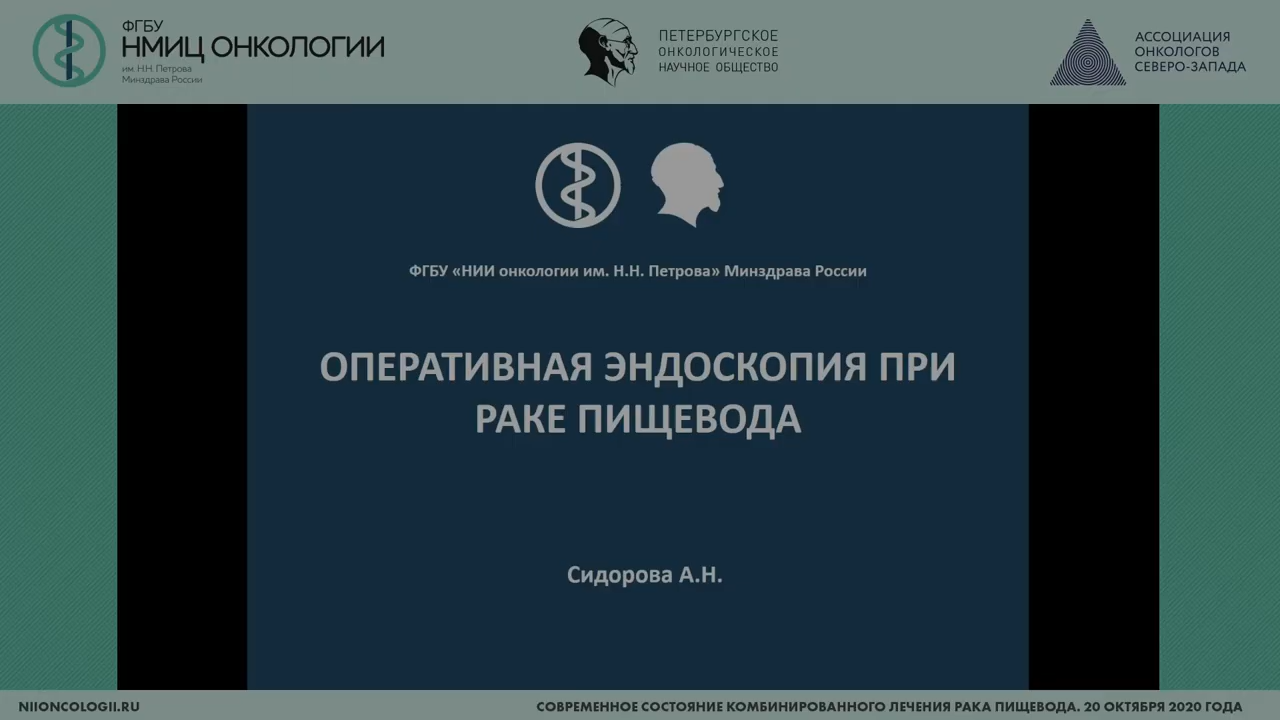 ФГБУ
НМИЦ ОНКОЛОГИИ
им. Н.Н. Петрова
Минздрава России
ПЕТЕРБУРГСКОЕ
ОНКОЛОГИЧЕСКОЕ
НАУЧНОЕ ОБЩЕСТВО
АССОЦИАЦИЯ
ОНКОЛОГОВ
СЕВЕРО-ЗАПАДА
ФГБУ «НИИ онкологии им. Н.Н. Петрова» Минздрава России
ОПЕРАТИВНАЯ ЭНДОСКОПИЯ ПРИ
РАКЕ ПИЩЕВОДА
Сидорова А.Н.
NIIONCOLOGII.RU
СОВРЕМЕННОЕ СОСТОЯНИЕ КОМБИНИРОВАННОГО ЛЕЧЕНИЯ РАКА ПИЩЕВОДА. 20 ОКТЯБРЯ 2020 ГОДА